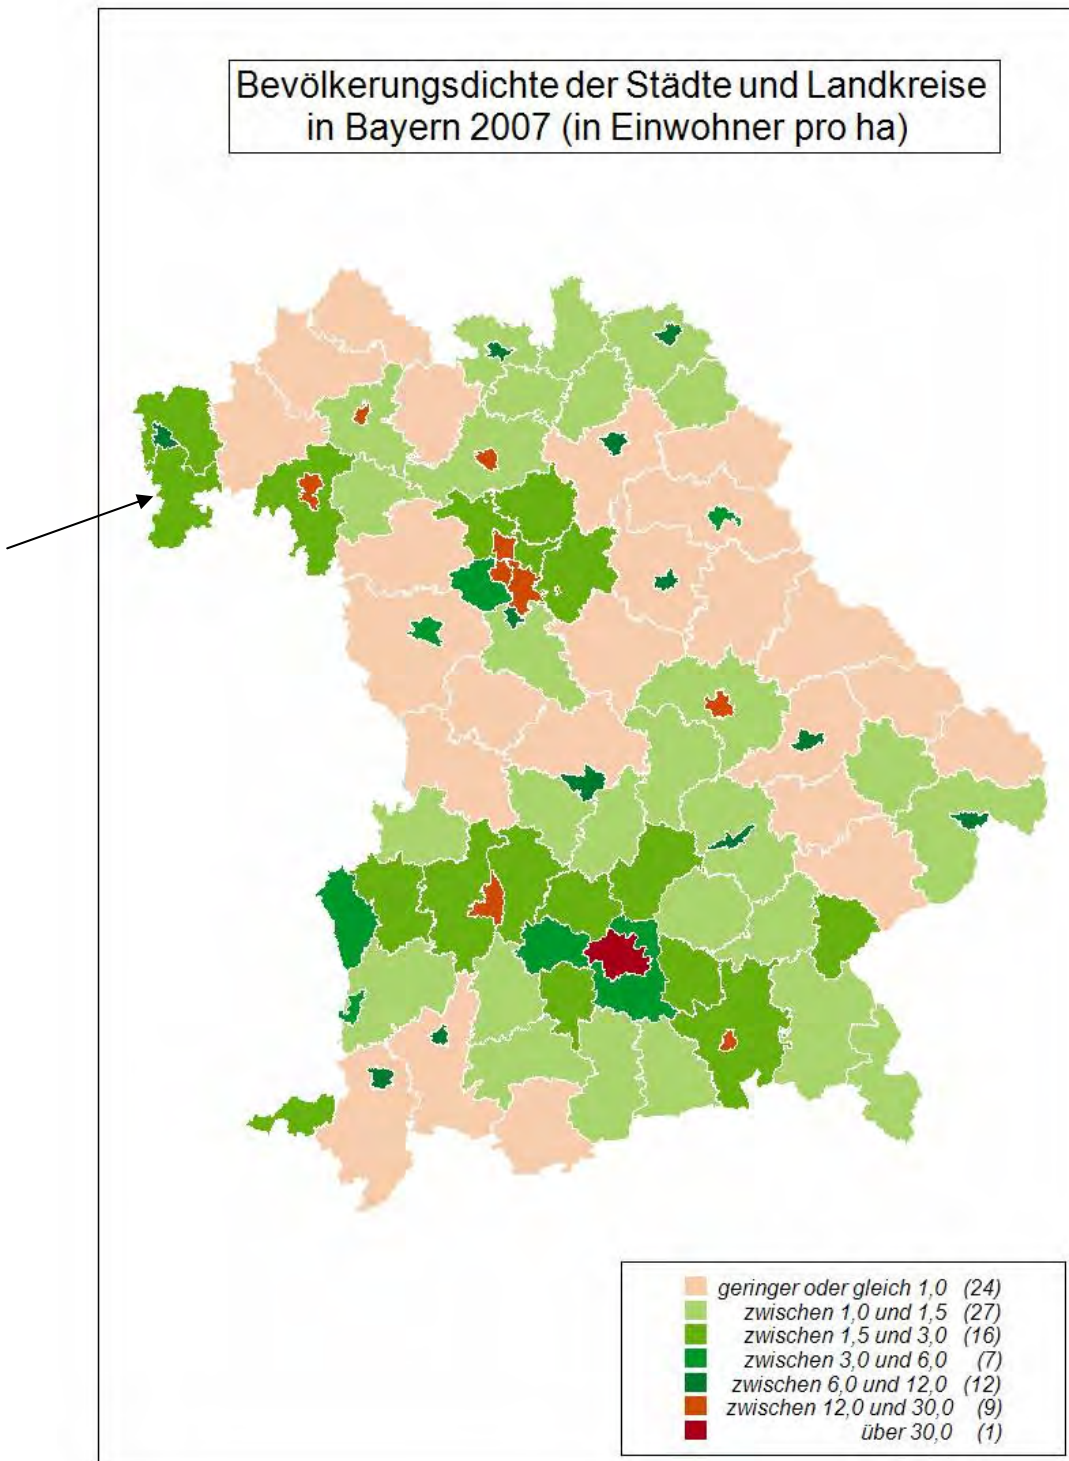 Bevölkerungsdichte der Städte und Landkreise
in Bayern 2007 (in Einwohner pro ha)
geringer oder gleich 1,0 (24)
zwischen 1,0 und 1,5 (27)
zwischen 1,5 und 3,0 (16)
zwischen 3,0 und 6,0 (7)
zwischen 6,0 und 12,0 (12)
zwischen 12,0 und 30,0 (9)
über 30,0 (1)